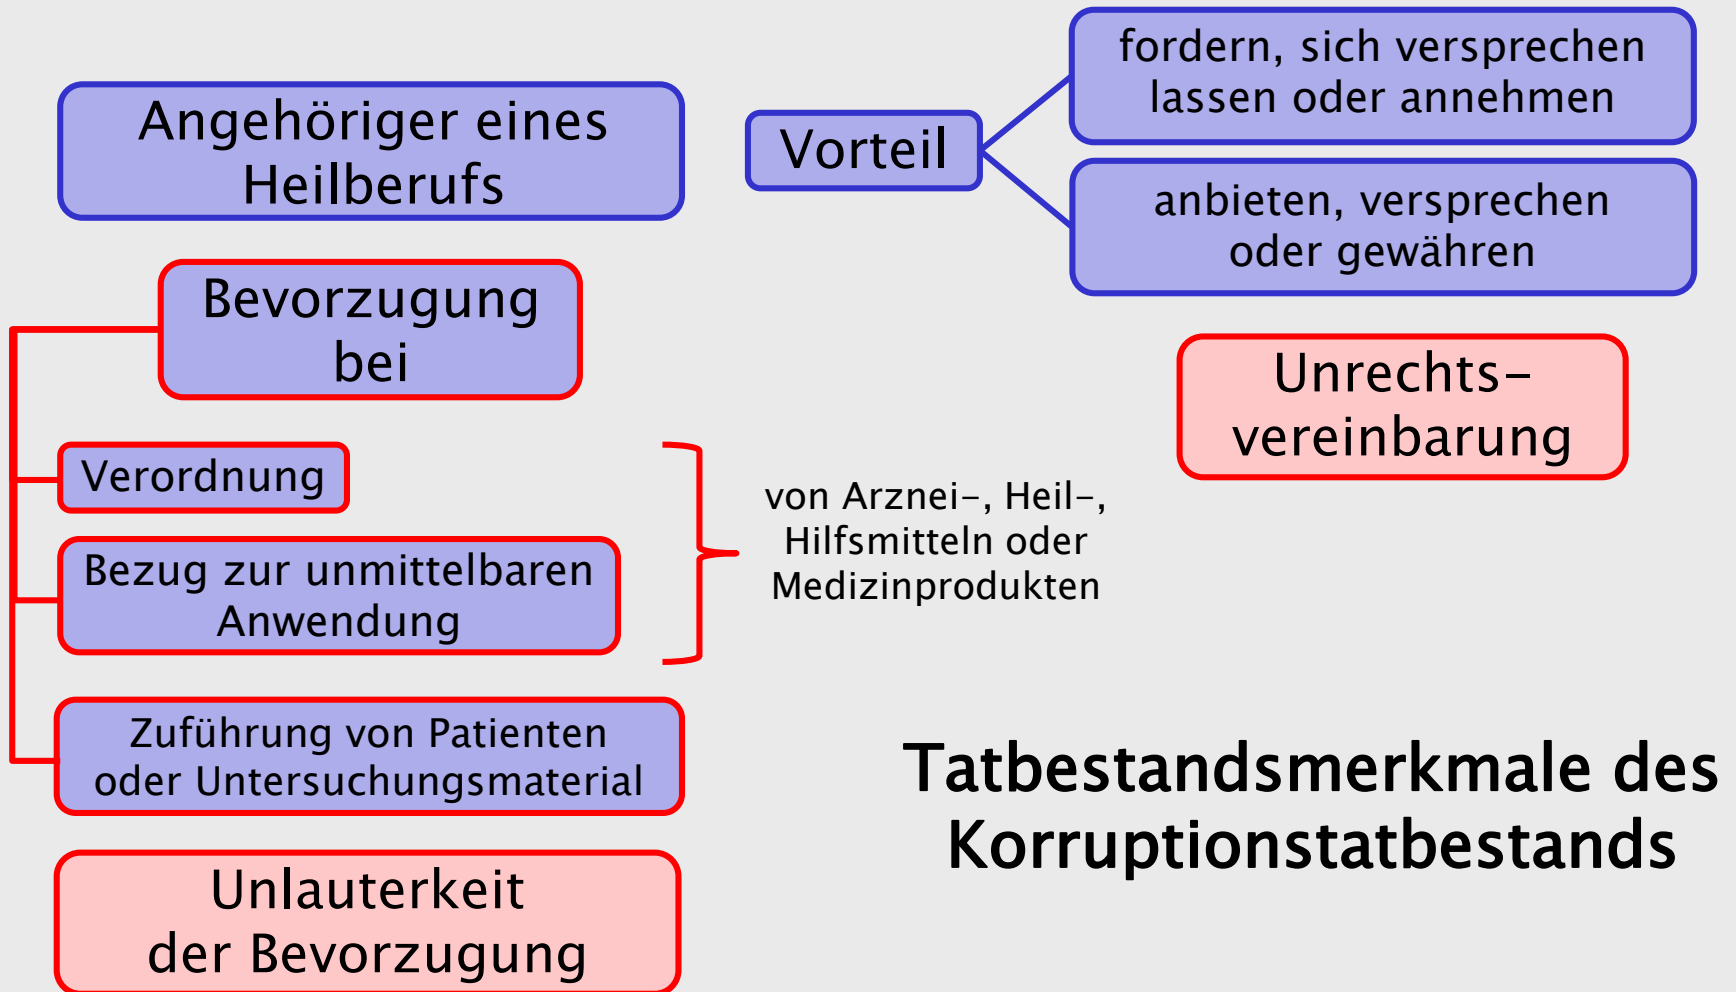 Angehöriger eines
Heilberufs
Vorteil
fordern, sich versprechen
lassen oder annehmen
anbieten, versprechen
oder gewähren
Bevorzugung
bei
Unrechts-
vereinbarung
Verordnung
Bezug zur unmittelbaren
Anwendung
von Arznei-, Heil-,
Hilfsmitteln oder
Medizinprodukten
Zuführung von Patienten
oder Untersuchungsmaterial
Unlauterkeit
der Bevorzugung
Tatbestandsmerkmale des
Korruptionstatbestands